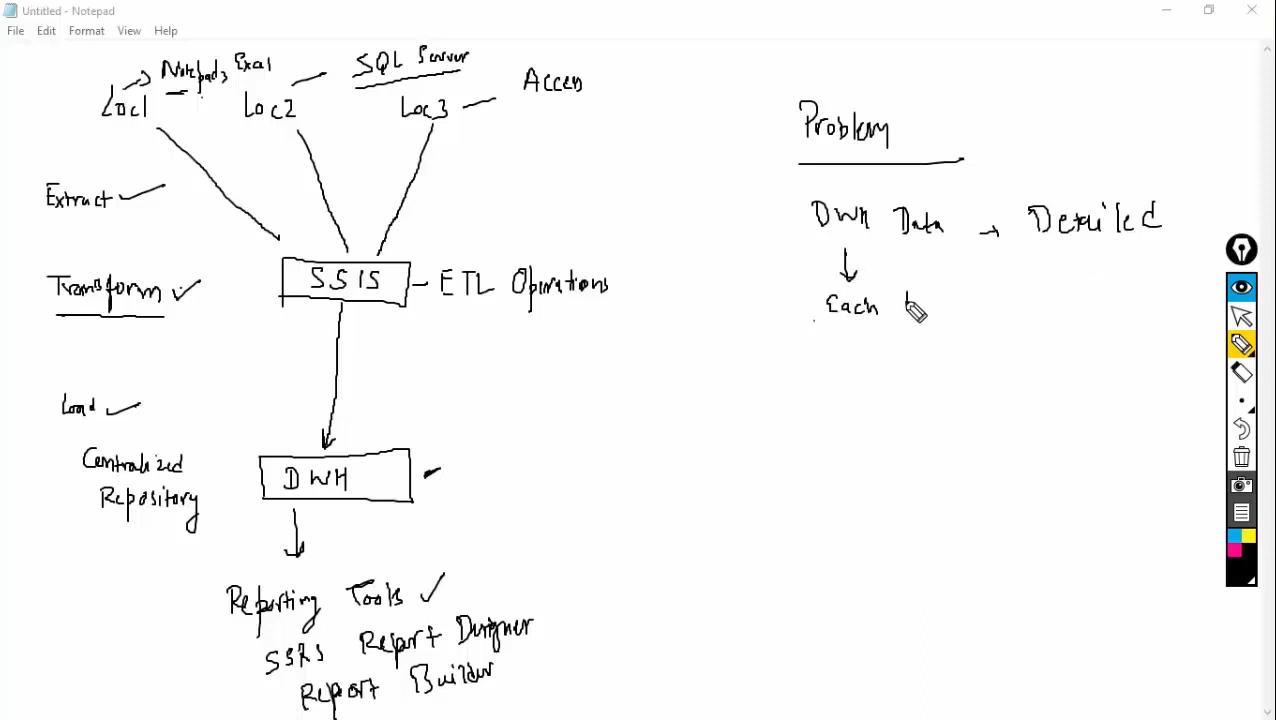 Untitled - Notepad
File Edit Format View Help
Notepad, Excel
SQL Server
Access
Loc1 Loc2 Loc3
Problem
Extract
DWH Data → Detailed
Transform
SSIS - ETL Operations
Each
Load
Centralized
Repository
DWH
Reporting Tools
SSRS Report Designer
Report Builder